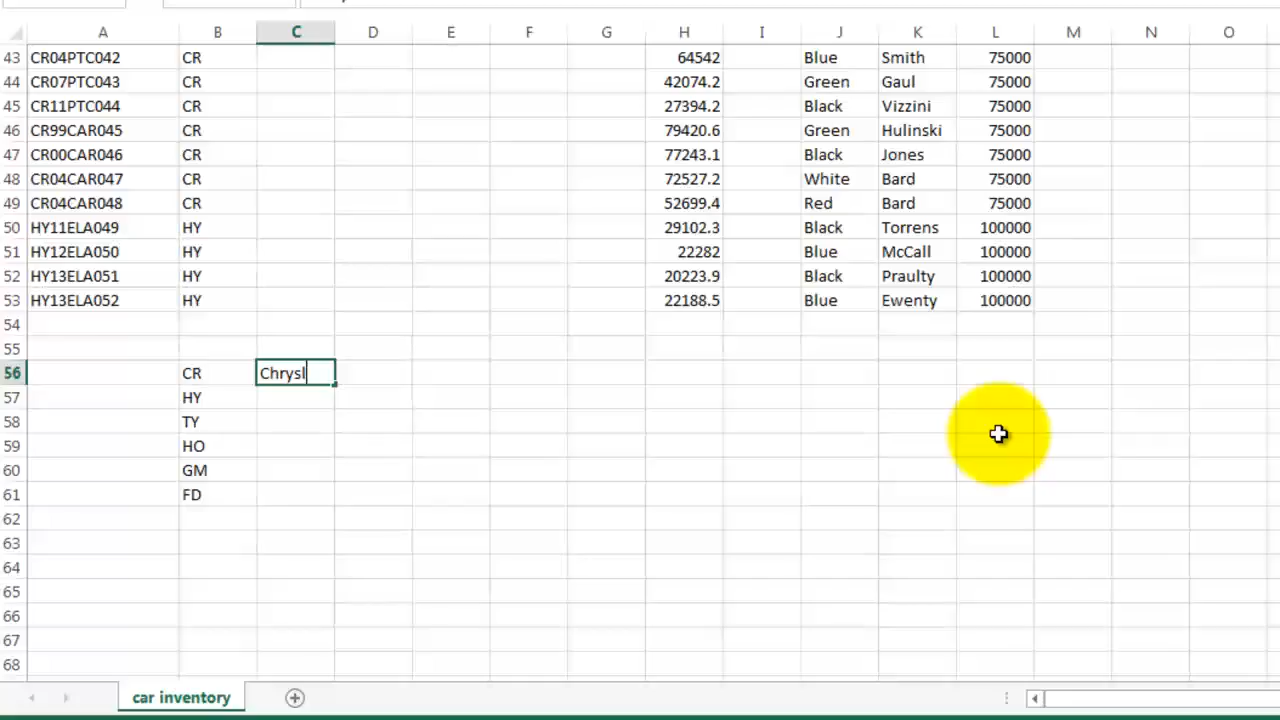 A B C D E F G H I J K L M N O
43 CR04PTC042 CR 64542 Blue Smith 75000
44 CR07PTC043 CR 42074.2 Green Gaul 75000
45 CR11PTC044 CR 27394.2 Black Vizzini 75000
46 CR99CAR045 CR 79420.6 Green Hulinski 75000
47 CR00CAR046 CR 77243.1 Black Jones 75000
48 CR04CAR047 CR 72527.2 White Bard 75000
49 CR04CAR048 CR 52699.4 Red Bard 75000
50 HY11ELA049 HY 29102.3 Black Torrens 100000
51 HY12ELA050 HY 22282 Blue McCall 100000
52 HY13ELA051 HY 20223.9 Black Praulty 100000
53 HY13ELA052 HY 22188.5 Blue Ewenty 100000
54
55
56 CR Chrysl
57 HY
58 TY
59 HO
60 GM
61 FD
62
63
64
65
66
67
68
car inventory